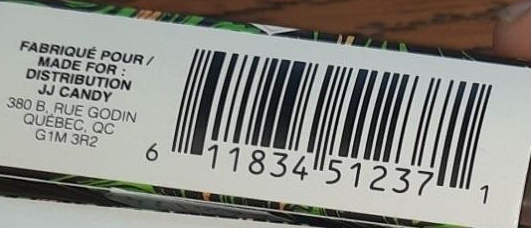 FABRIQUÉ POUR /
MADE FOR :
DISTRIBUTION
JJ CANDY
380 B, RUE GODIN
QUÉBEC, QC
G1M 3R2
6 11834 51237 1